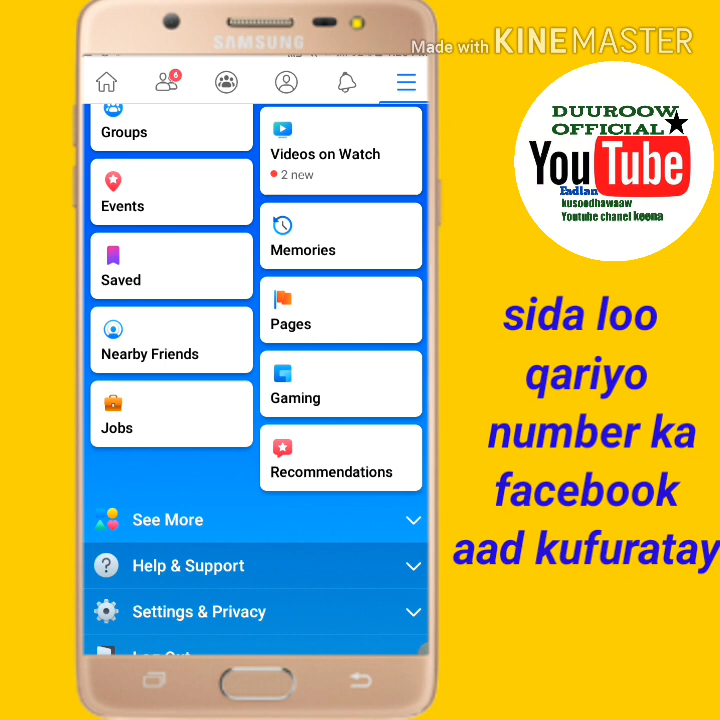 Made with KINEMASTER
SAMSUNG
6
Groups
Videos on Watch
2 new
Events
Memories
Saved
Pages
Nearby Friends
Gaming
Jobs
Recommendations
See More
Help & Support
Settings & Privacy
Log Out
DUUROOW
OFFICIAL
YouTube
Fadlan
kusoodhawaaw
Youtube chanel keena
sida loo
qariyo
number ka
facebook
aad kufuratay